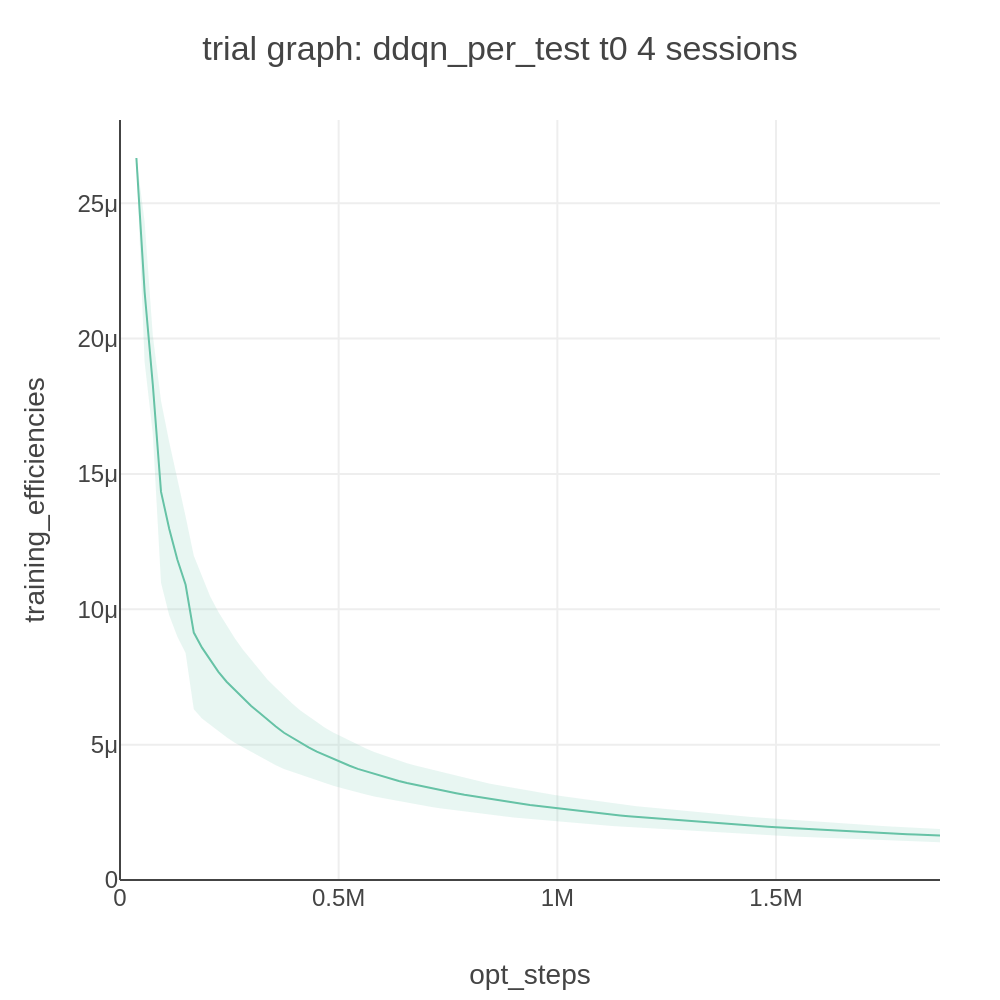 trial graph: ddqn_per_test t0 4 sessions
25μ
20μ
15μ
10μ
5μ
0
training_efficiencies
0
0.5M
1M
1.5M
opt_steps